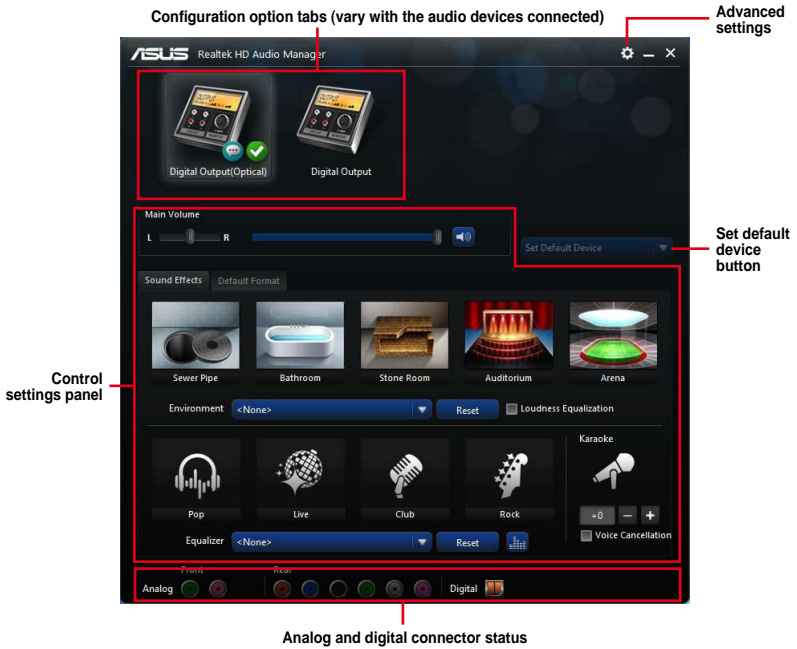 Configuration option tabs (vary with the audio devices connected)
Advanced
settings
ASUS Realtek HD Audio Manager
OUTPUT
OUTPUT
Digital Output(Optical)
Digital Output
Main Volume
L
R
Set Default Device
Set default
device
button
Sound Effects
Default Format
Sewer Pipe
Bathroom
Stone Room
Auditorium
Arena
Control
settings panel
Environment
<None>
Reset
Loudness Equalization
Karaoke
Pop
Live
Club
Rock
+0
Equalizer
<None>
Reset
Voice Cancellation
Front
Rear
Analog
Digital
Analog and digital connector status